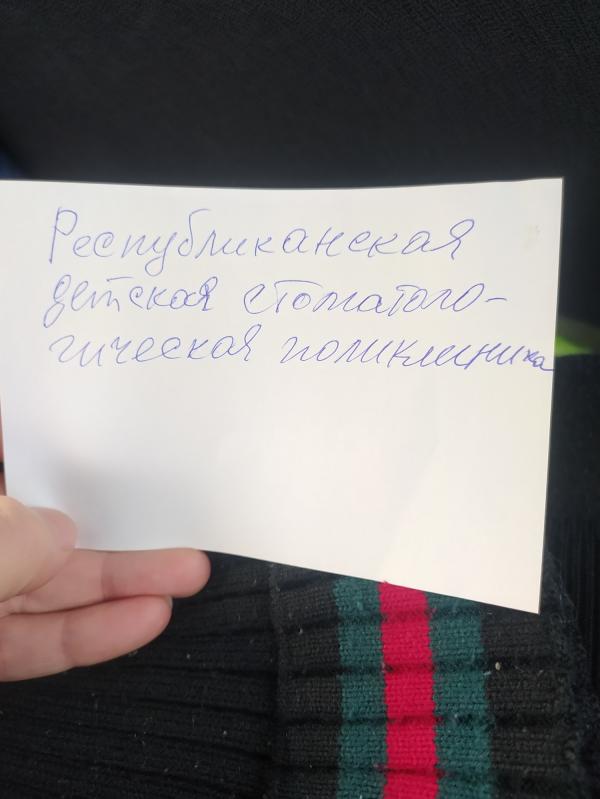 Республиканская
детская стоматоло-
гическая поликлиника